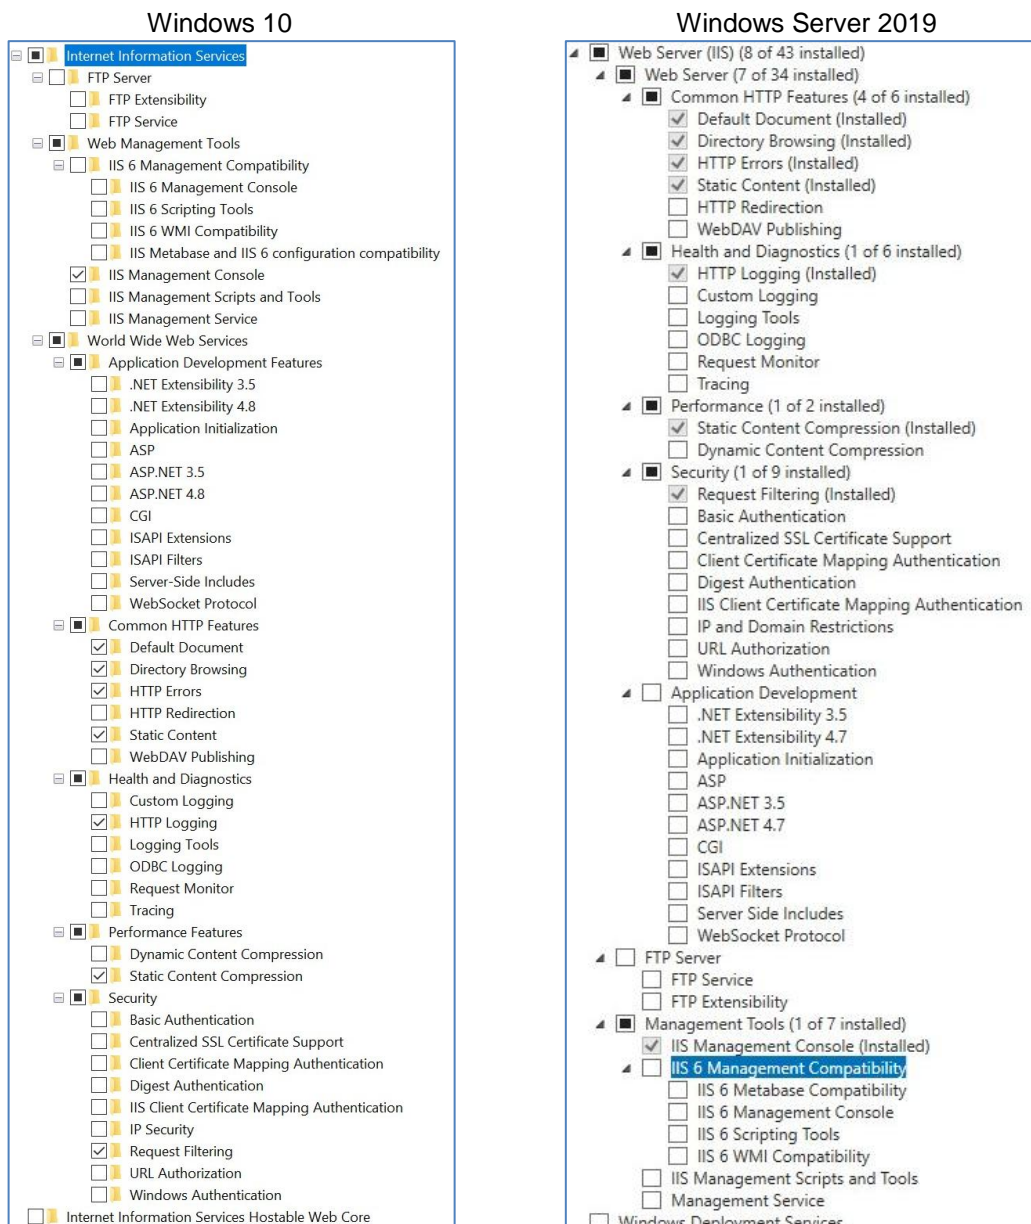 Windows 10
Internet Information Services
FTP Server
FTP Extensibility
FTP Service
Web Management Tools
IIS 6 Management Compatibility
IIS 6 Management Console
IIS 6 Scripting Tools
IIS 6 WMI Compatibility
IIS Metabase and IIS 6 configuration compatibility
IIS Management Console
IIS Management Scripts and Tools
IIS Management Service
World Wide Web Services
Application Development Features
.NET Extensibility 3.5
.NET Extensibility 4.8
Application Initialization
ASP
ASP.NET 3.5
ASP.NET 4.8
CGI
ISAPI Extensions
ISAPI Filters
Server-Side Includes
WebSocket Protocol
Common HTTP Features
Default Document
Directory Browsing
HTTP Errors
HTTP Redirection
Static Content
WebDAV Publishing
Health and Diagnostics
Custom Logging
HTTP Logging
Logging Tools
ODBC Logging
Request Monitor
Tracing
Performance Features
Dynamic Content Compression
Static Content Compression
Security
Basic Authentication
Centralized SSL Certificate Support
Client Certificate Mapping Authentication
Digest Authentication
IIS Client Certificate Mapping Authentication
IP Security
Request Filtering
URL Authorization
Windows Authentication
Internet Information Services Hostable Web Core
Windows Server 2019
Web Server (IIS) (8 of 43 installed)
Web Server (7 of 34 installed)
Common HTTP Features (4 of 6 installed)
Default Document (Installed)
Directory Browsing (Installed)
HTTP Errors (Installed)
Static Content (Installed)
HTTP Redirection
WebDAV Publishing
Health and Diagnostics (1 of 6 installed)
HTTP Logging (Installed)
Custom Logging
Logging Tools
ODBC Logging
Request Monitor
Tracing
Performance (1 of 2 installed)
Static Content Compression (Installed)
Dynamic Content Compression
Security (1 of 9 installed)
Request Filtering (Installed)
Basic Authentication
Centralized SSL Certificate Support
Client Certificate Mapping Authentication
Digest Authentication
IIS Client Certificate Mapping Authentication
IP and Domain Restrictions
URL Authorization
Windows Authentication
Application Development
.NET Extensibility 3.5
.NET Extensibility 4.7
Application Initialization
ASP
ASP.NET 3.5
ASP.NET 4.7
CGI
ISAPI Extensions
ISAPI Filters
Server Side Includes
WebSocket Protocol
FTP Server
FTP Service
FTP Extensibility
Management Tools (1 of 7 installed)
IIS Management Console (Installed)
IIS 6 Management Compatibility
IIS 6 Metabase Compatibility
IIS 6 Management Console
IIS 6 Scripting Tools
IIS 6 WMI Compatibility
IIS Management Scripts and Tools
Management Service
Windows Deployment Services